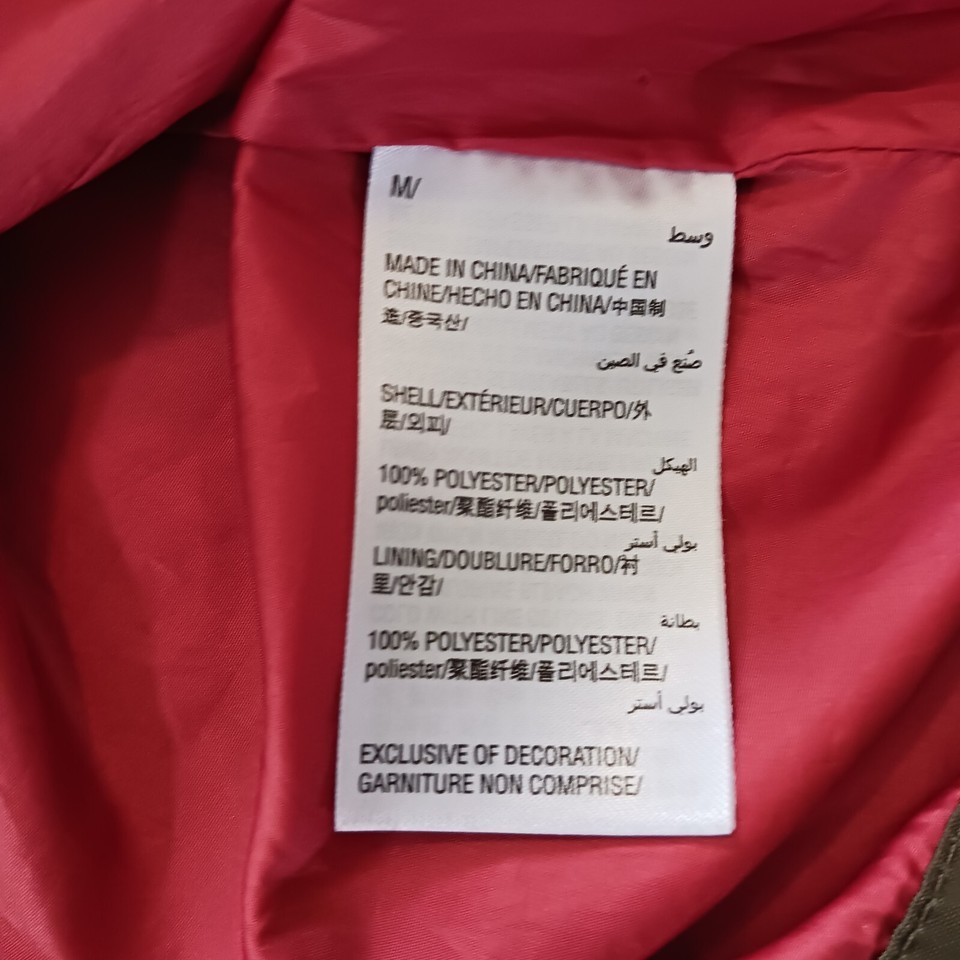 M/
وسط
MADE IN CHINA/FABRIQUÉ EN
CHINE/HECHO EN CHINA/中国制
造/중국산/
صُنع في الصين
SHELL/EXTÉRIEUR/CUERPO/外
层/외피/
الهيكل
100% POLYESTER/POLYESTER/
poliester/聚酯纤维/폴리에스테르/
بولي أستر
LINING/DOUBLURE/FORRO/衬
里/안감/
بطانة
100% POLYESTER/POLYESTER/
poliester/聚酯纤维/폴리에스테르/
بولي أستر
EXCLUSIVE OF DECORATION/
GARNITURE NON COMPRISE/